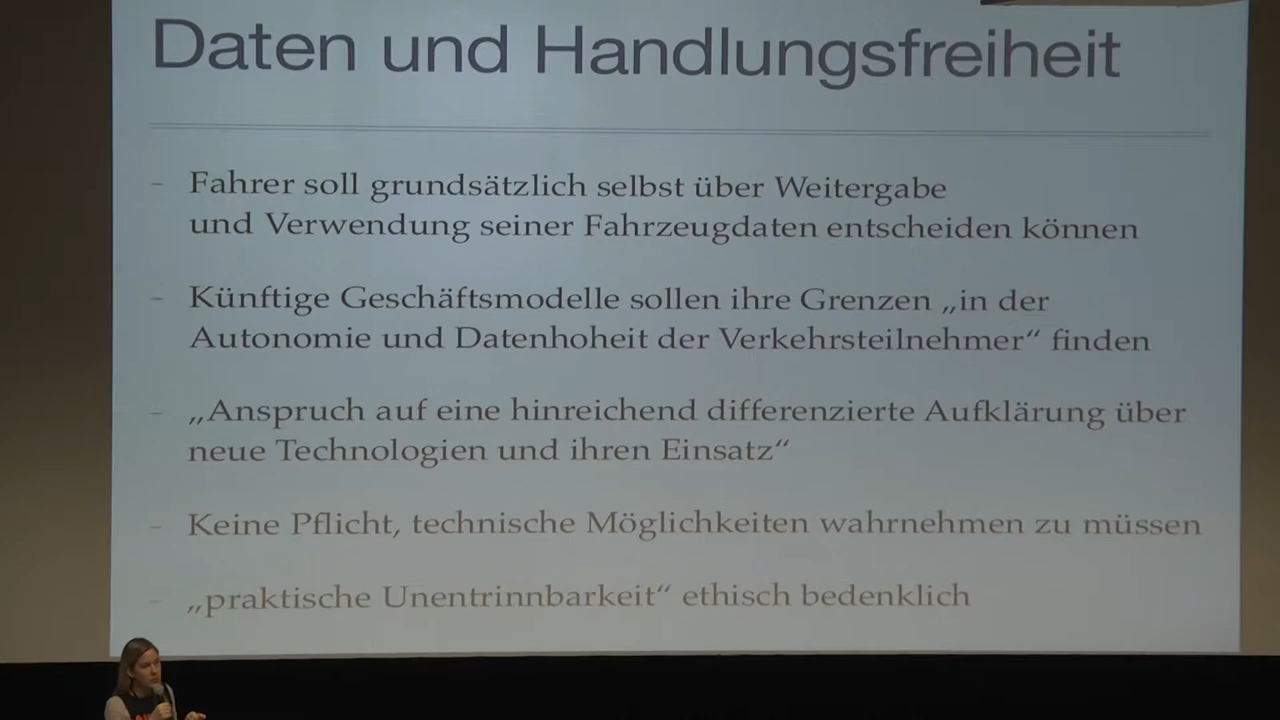 Daten und Handlungsfreiheit
– Fahrer soll grundsätzlich selbst über Weitergabe
und Verwendung seiner Fahrzeugdaten entscheiden können
– Künftige Geschäftsmodelle sollen ihre Grenzen „in der
Autonomie und Datenhoheit der Verkehrsteilnehmer“ finden
– „Anspruch auf eine hinreichend differenzierte Aufklärung über
neue Technologien und ihren Einsatz“
– Keine Pflicht, technische Möglichkeiten wahrnehmen zu müssen
– „praktische Unentrinnbarkeit“ ethisch bedenklich